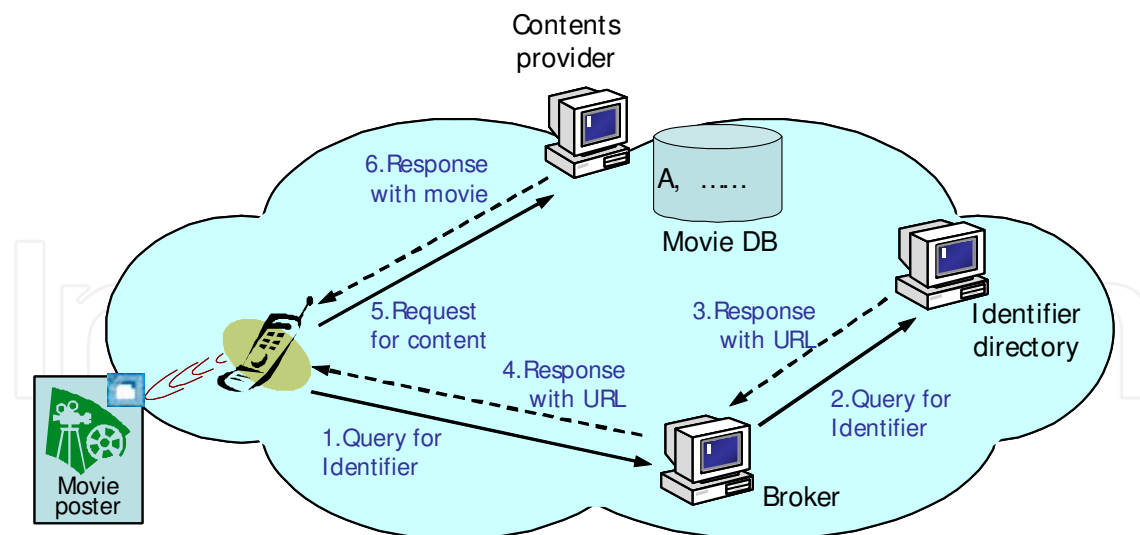 Contents
provider
6.Response
with movie
A, ......
Movie DB
5.Request
for content
3.Response
with URL
Identifier
directory
4.Response
with URL
2.Query for
Identifier
1.Query for
Identifier
Broker
Movie
poster